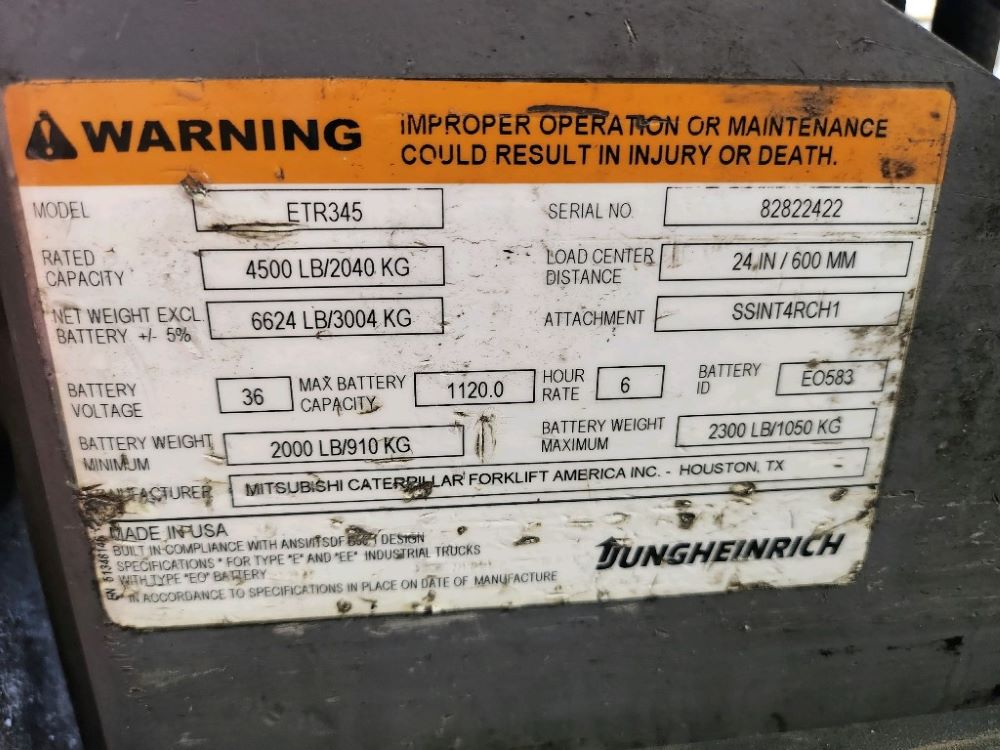 WARNING
IMPROPER OPERATION OR MAINTENANCE
COULD RESULT IN INJURY OR DEATH.
MODEL ETR345 SERIAL NO. 82822422
RATED CAPACITY 4500 LB/2040 KG LOAD CENTER DISTANCE 24 IN / 600 MM
NET WEIGHT EXCL. BATTERY +/- 5% 6624 LB/3004 KG ATTACHMENT SSINT4RCH1
BATTERY VOLTAGE 36 MAX BATTERY CAPACITY 1120.0 HOUR RATE 6 BATTERY ID EO583
BATTERY WEIGHT MINIMUM 2000 LB/910 KG BATTERY WEIGHT MAXIMUM 2300 LB/1050 KG
MANUFACTURER MITSUBISHI CATERPILLAR FORKLIFT AMERICA INC. - HOUSTON, TX
MADE IN USA
BUILT IN COMPLIANCE WITH ANSI/ITSDF DESIGN
SPECIFICATIONS * FOR TYPE "E" AND "EE" INDUSTRIAL TRUCKS
WITH TYPE "EO" BATTERY
* IN ACCORDANCE TO SPECIFICATIONS IN PLACE ON DATE OF MANUFACTURE
JUNGHEINRICH